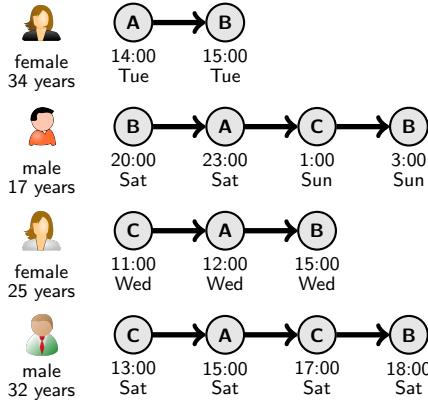 A B
female 14:00 15:00
34 years Tue Tue
B A C B
male 20:00 23:00 1:00 3:00
17 years Sat Sat Sun Sun
C A B
female 11:00 12:00 15:00
25 years Wed Wed Wed
C A C B
male 13:00 15:00 17:00 18:00
32 years Sat Sat Sat Sat